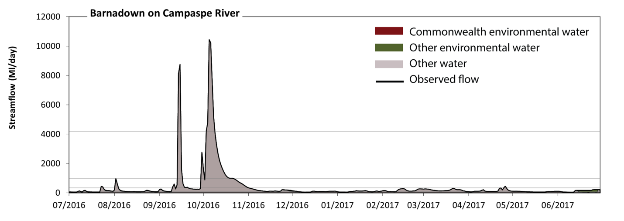 Barnadown on Campaspe River
12000
10000
8000
6000
4000
2000
0
Streamflow (Ml/day)
Commonwealth environmental water
Other environmental water
Other water
Observed flow
07/2016 08/2016 09/2016 10/2016 11/2016 12/2016 01/2017 02/2017 03/2017 04/2017 05/2017 06/2017